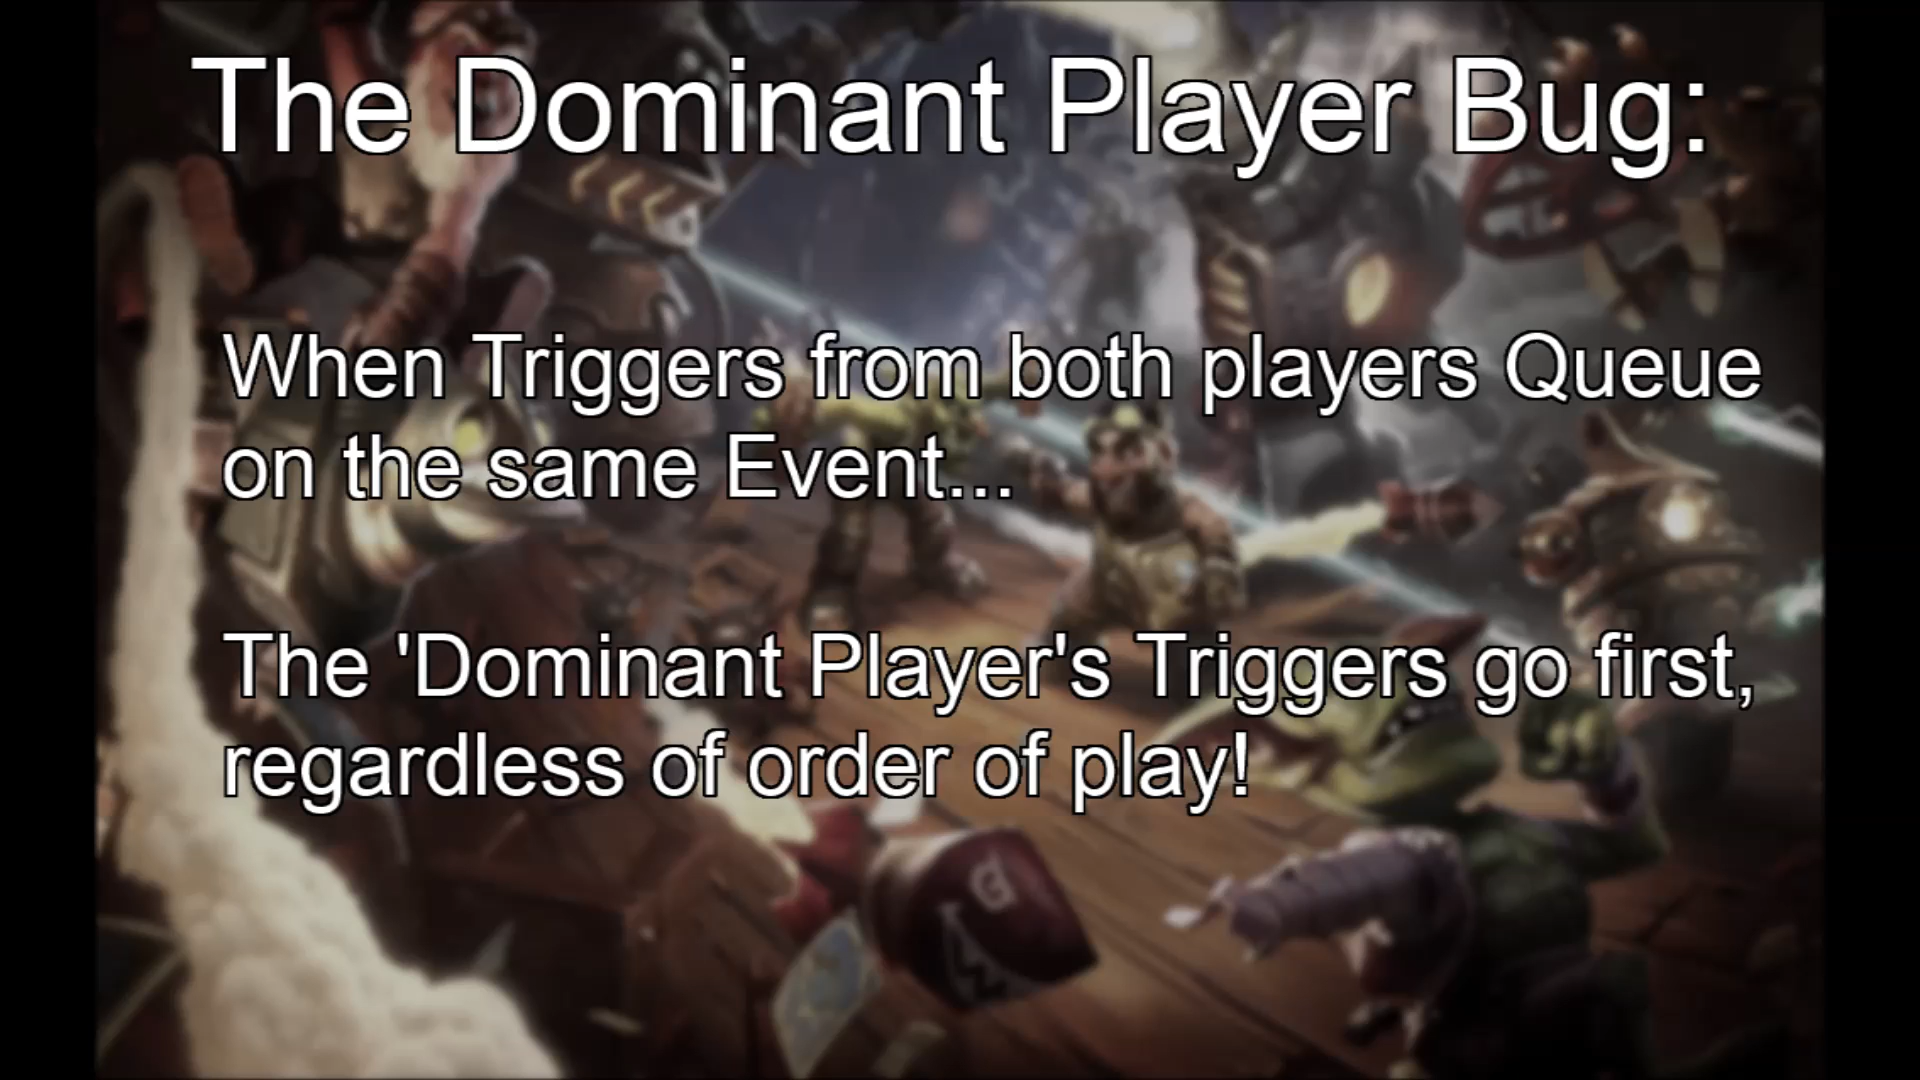 The Dominant Player Bug:
When Triggers from both players Queue
on the same Event...
The 'Dominant Player's Triggers go first,
regardless of order of play!
G